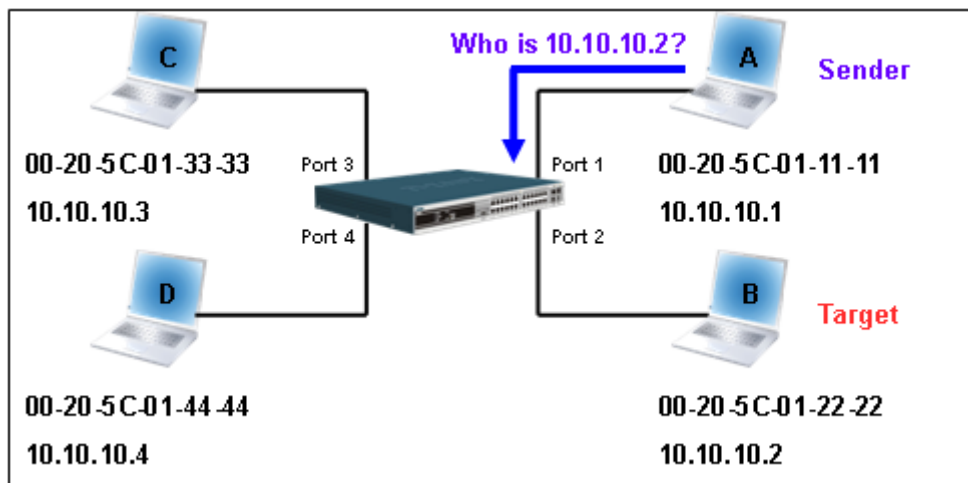 C
Who is 10.10.10.2?
A
Sender
00-20-5C-01-33-33
Port 3
Port 1
00-20-5C-01-11-11
10.10.10.3
10.10.10.1
Port 4
Port 2
D
B
Target
00-20-5C-01-44-44
00-20-5C-01-22-22
10.10.10.4
10.10.10.2